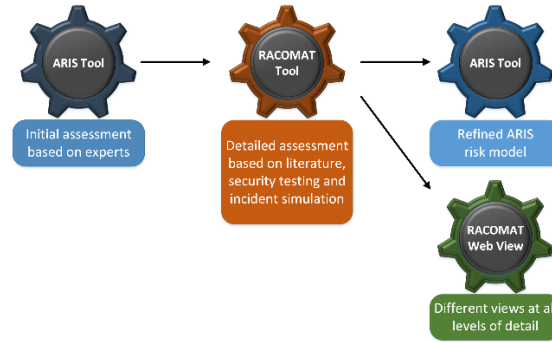 ARIS Tool
RACOMAT
Tool
ARIS Tool
Initial assessment
based on experts
Detailed assessment
based on literature,
security testing and
incident simulation
Refined ARIS
risk model
RACOMAT
Web View
Different views at al
levels of detail